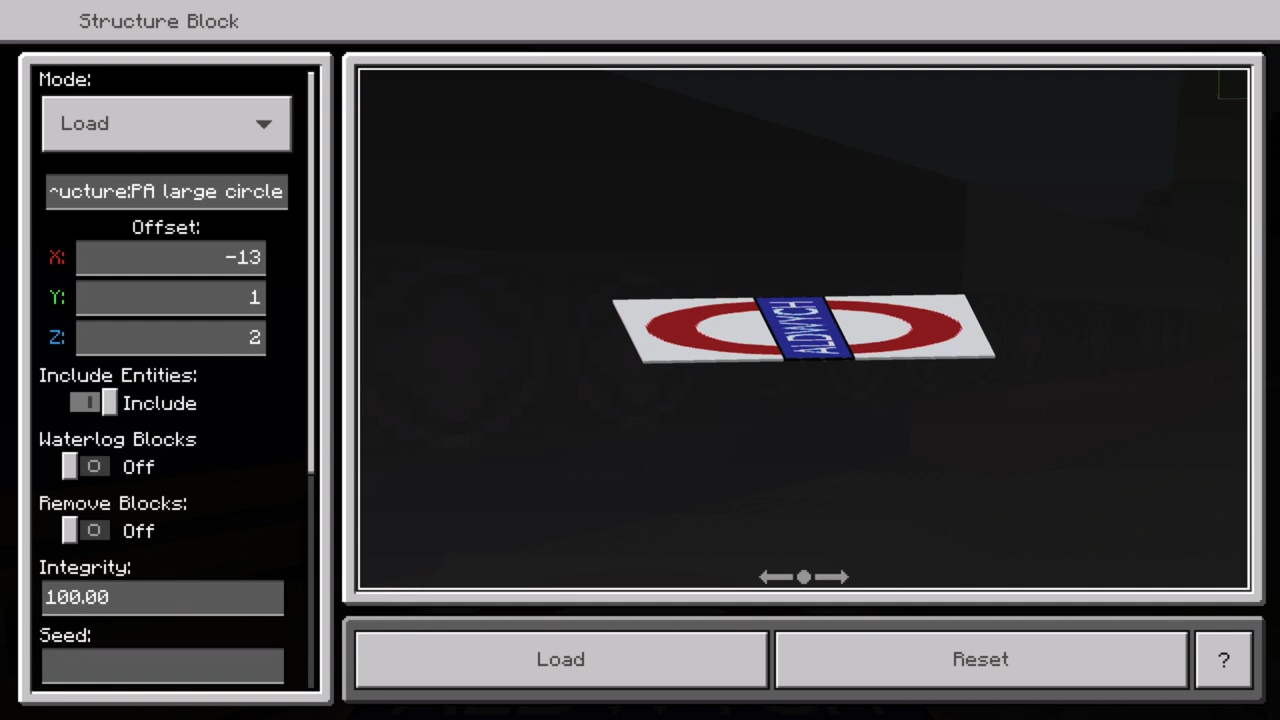 Structure Block
Mode:
Load
~ucture:PA large circle
Offset:
X: -13
Y: 1
Z: 2
Include Entities:
Include
Waterlog Blocks
Off
Remove Blocks:
Off
Integrity:
100.00
Seed:
ALDWYCH
Load
Reset
?